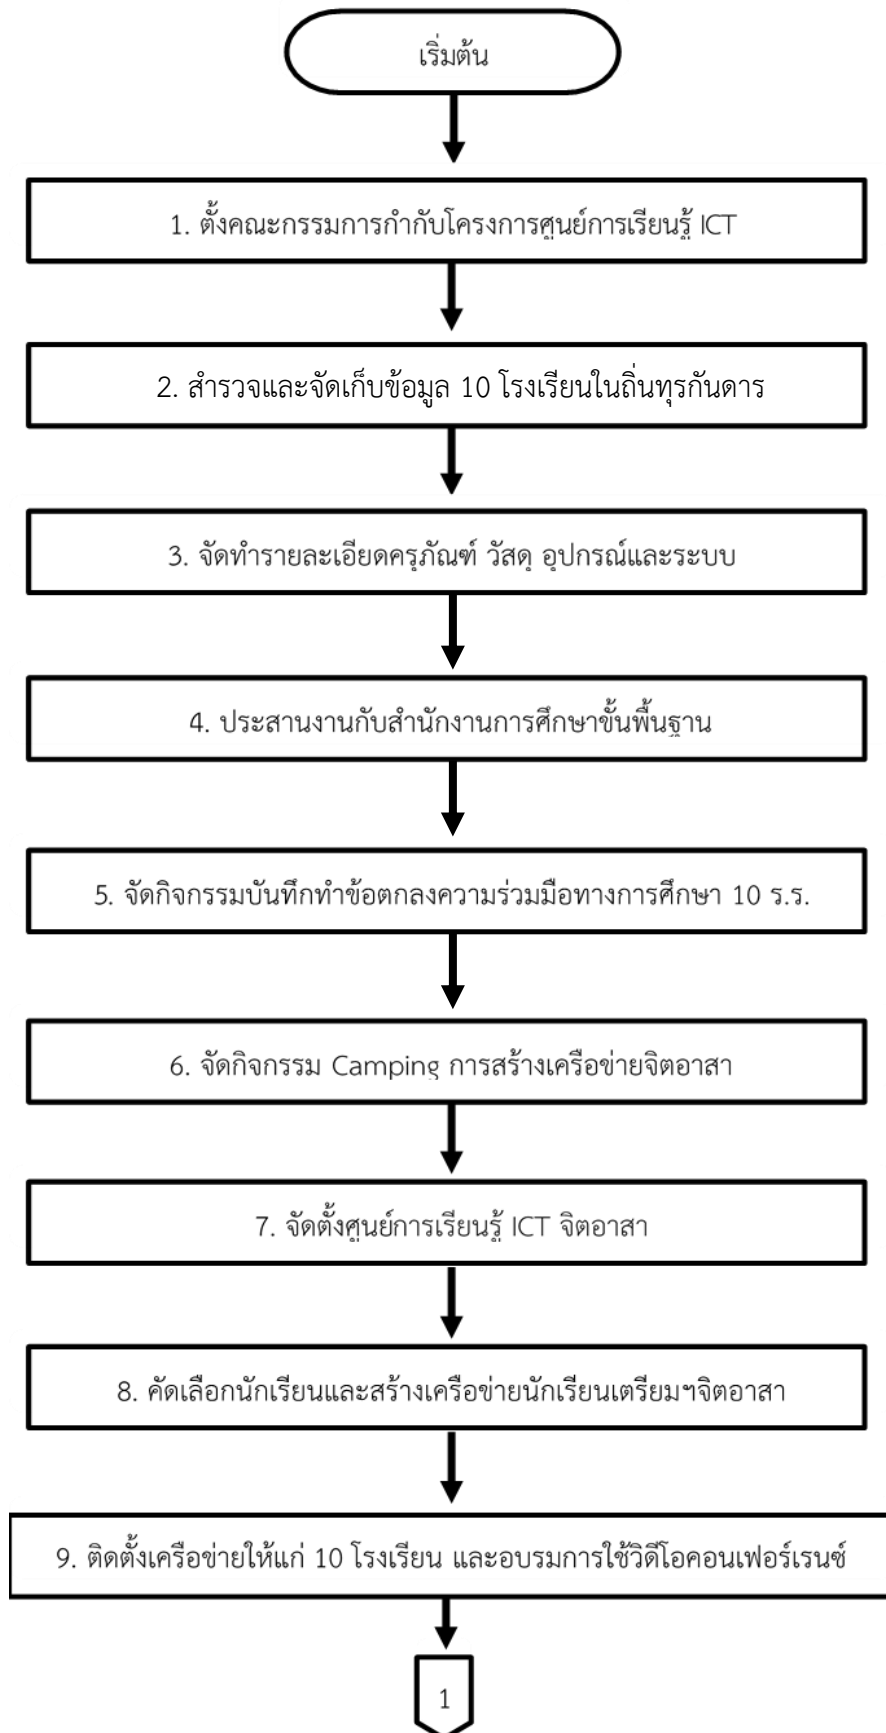 เริ่มต้น
1. ตั้งคณะกรรมการกำกับโครงการศูนย์การเรียนรู้ ICT
2. สำรวจและจัดเก็บข้อมูล 10 โรงเรียนในถิ่นทุรกันดาร
3. จัดทำรายละเอียดครุภัณฑ์ วัสดุ อุปกรณ์และระบบ
4. ประสานงานกับสำนักงานการศึกษาขั้นพื้นฐาน
5. จัดกิจกรรมบันทึกทำข้อตกลงความร่วมมือทางการศึกษา 10 ร.ร.
6. จัดกิจกรรม Camping การสร้างเครือข่ายจิตอาสา
7. จัดตั้งศูนย์การเรียนรู้ ICT จิตอาสา
8. คัดเลือกนักเรียนและสร้างเครือข่ายนักเรียนเตรียมฯจิตอาสา
9. ติดตั้งเครือข่ายให้แก่ 10 โรงเรียน และอบรมการใช้วิดีโอคอนเฟอร์เรนซ์
1